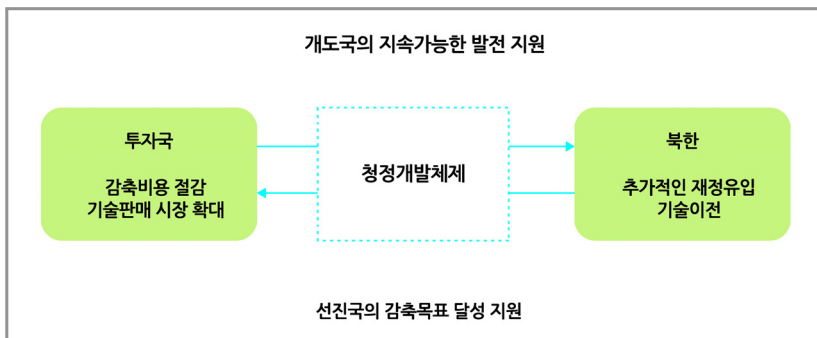 개도국의 지속가능한 발전 지원
투자국
감축비용 절감
기술판매 시장 확대
청정개발체제
북한
추가적인 재정유입
기술이전
선진국의 감축목표 달성 지원